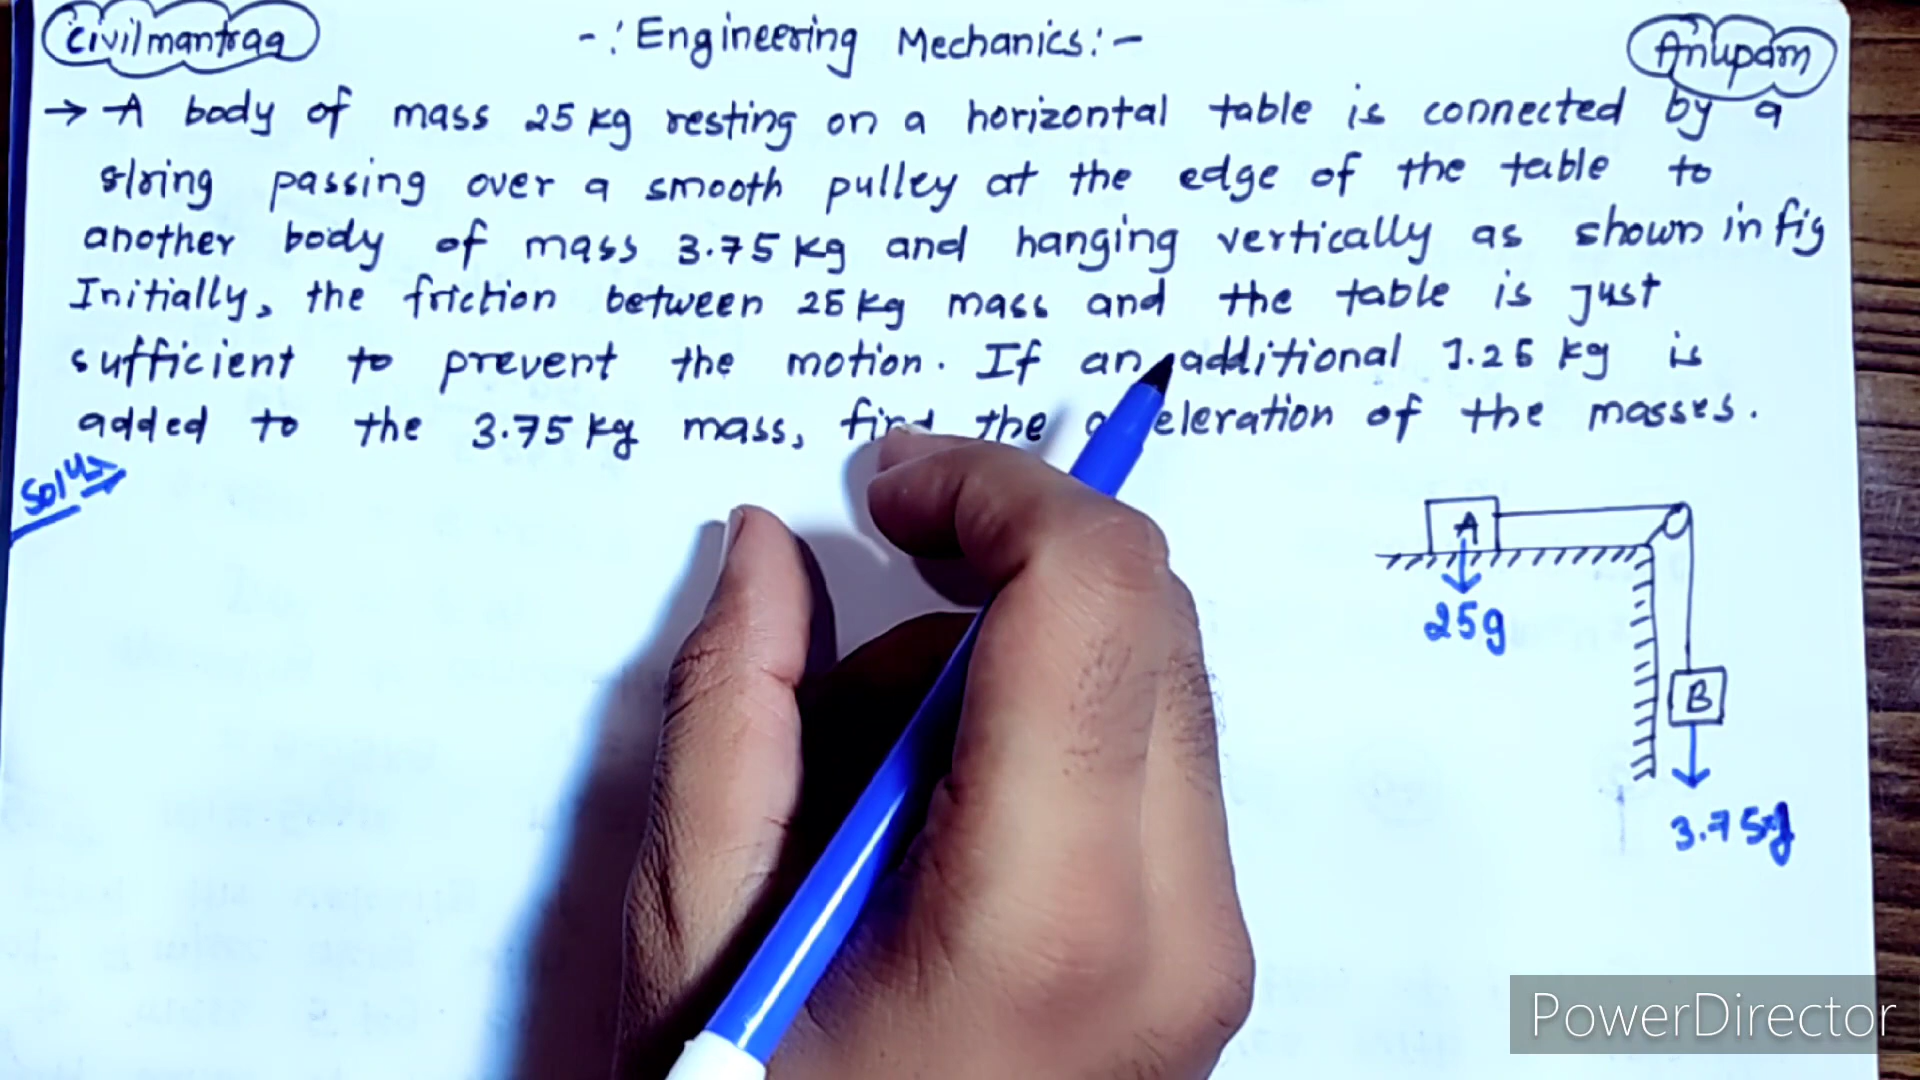 Civilmantraa
-:Engineering Mechanics:-
Anupam
→ A body of mass 25 kg resting on a horizontal table is connected by a
string passing over a smooth pulley at the edge of the table to
another body of mass 3.75 kg and hanging vertically as shown in fig
Initially, the friction between 25 kg mass and the table is just
sufficient to prevent the motion. If an additional 1.25 kg is
added to the 3.75 kg mass, find the of the masses.
Solu
A
25g
B
3.75g
PowerDirector